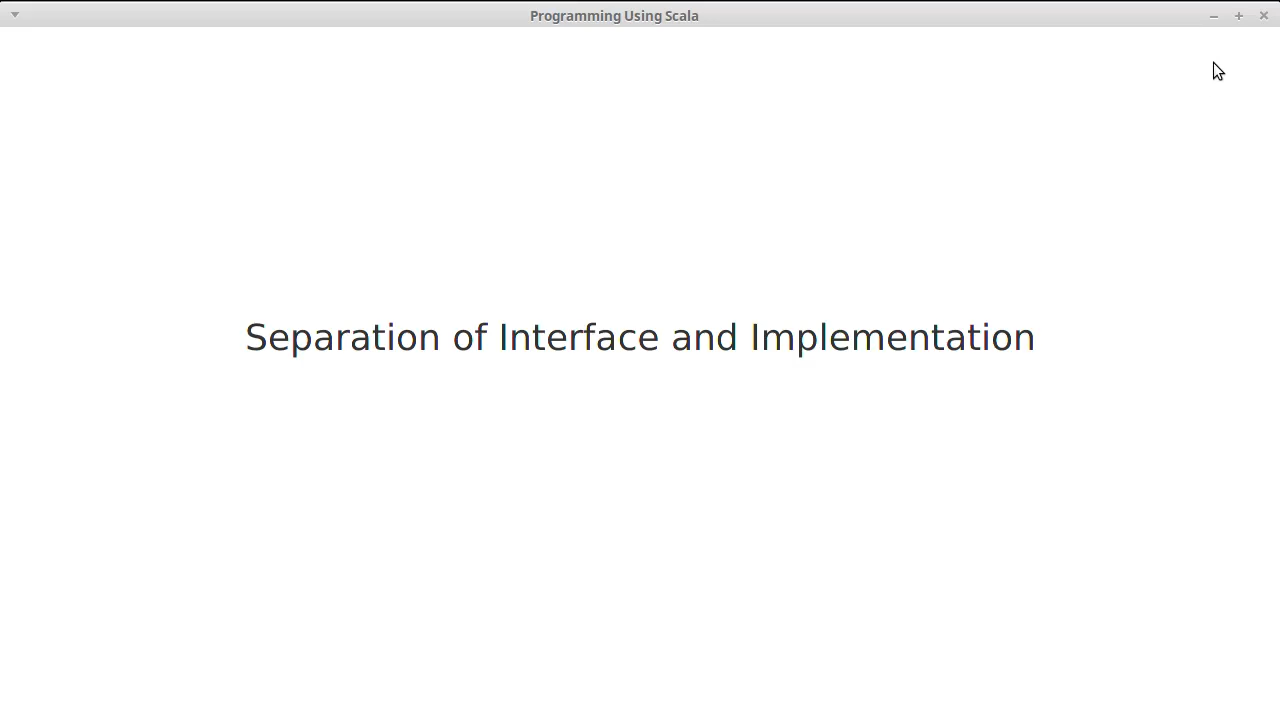 Programming Using Scala
Separation of Interface and Implementation